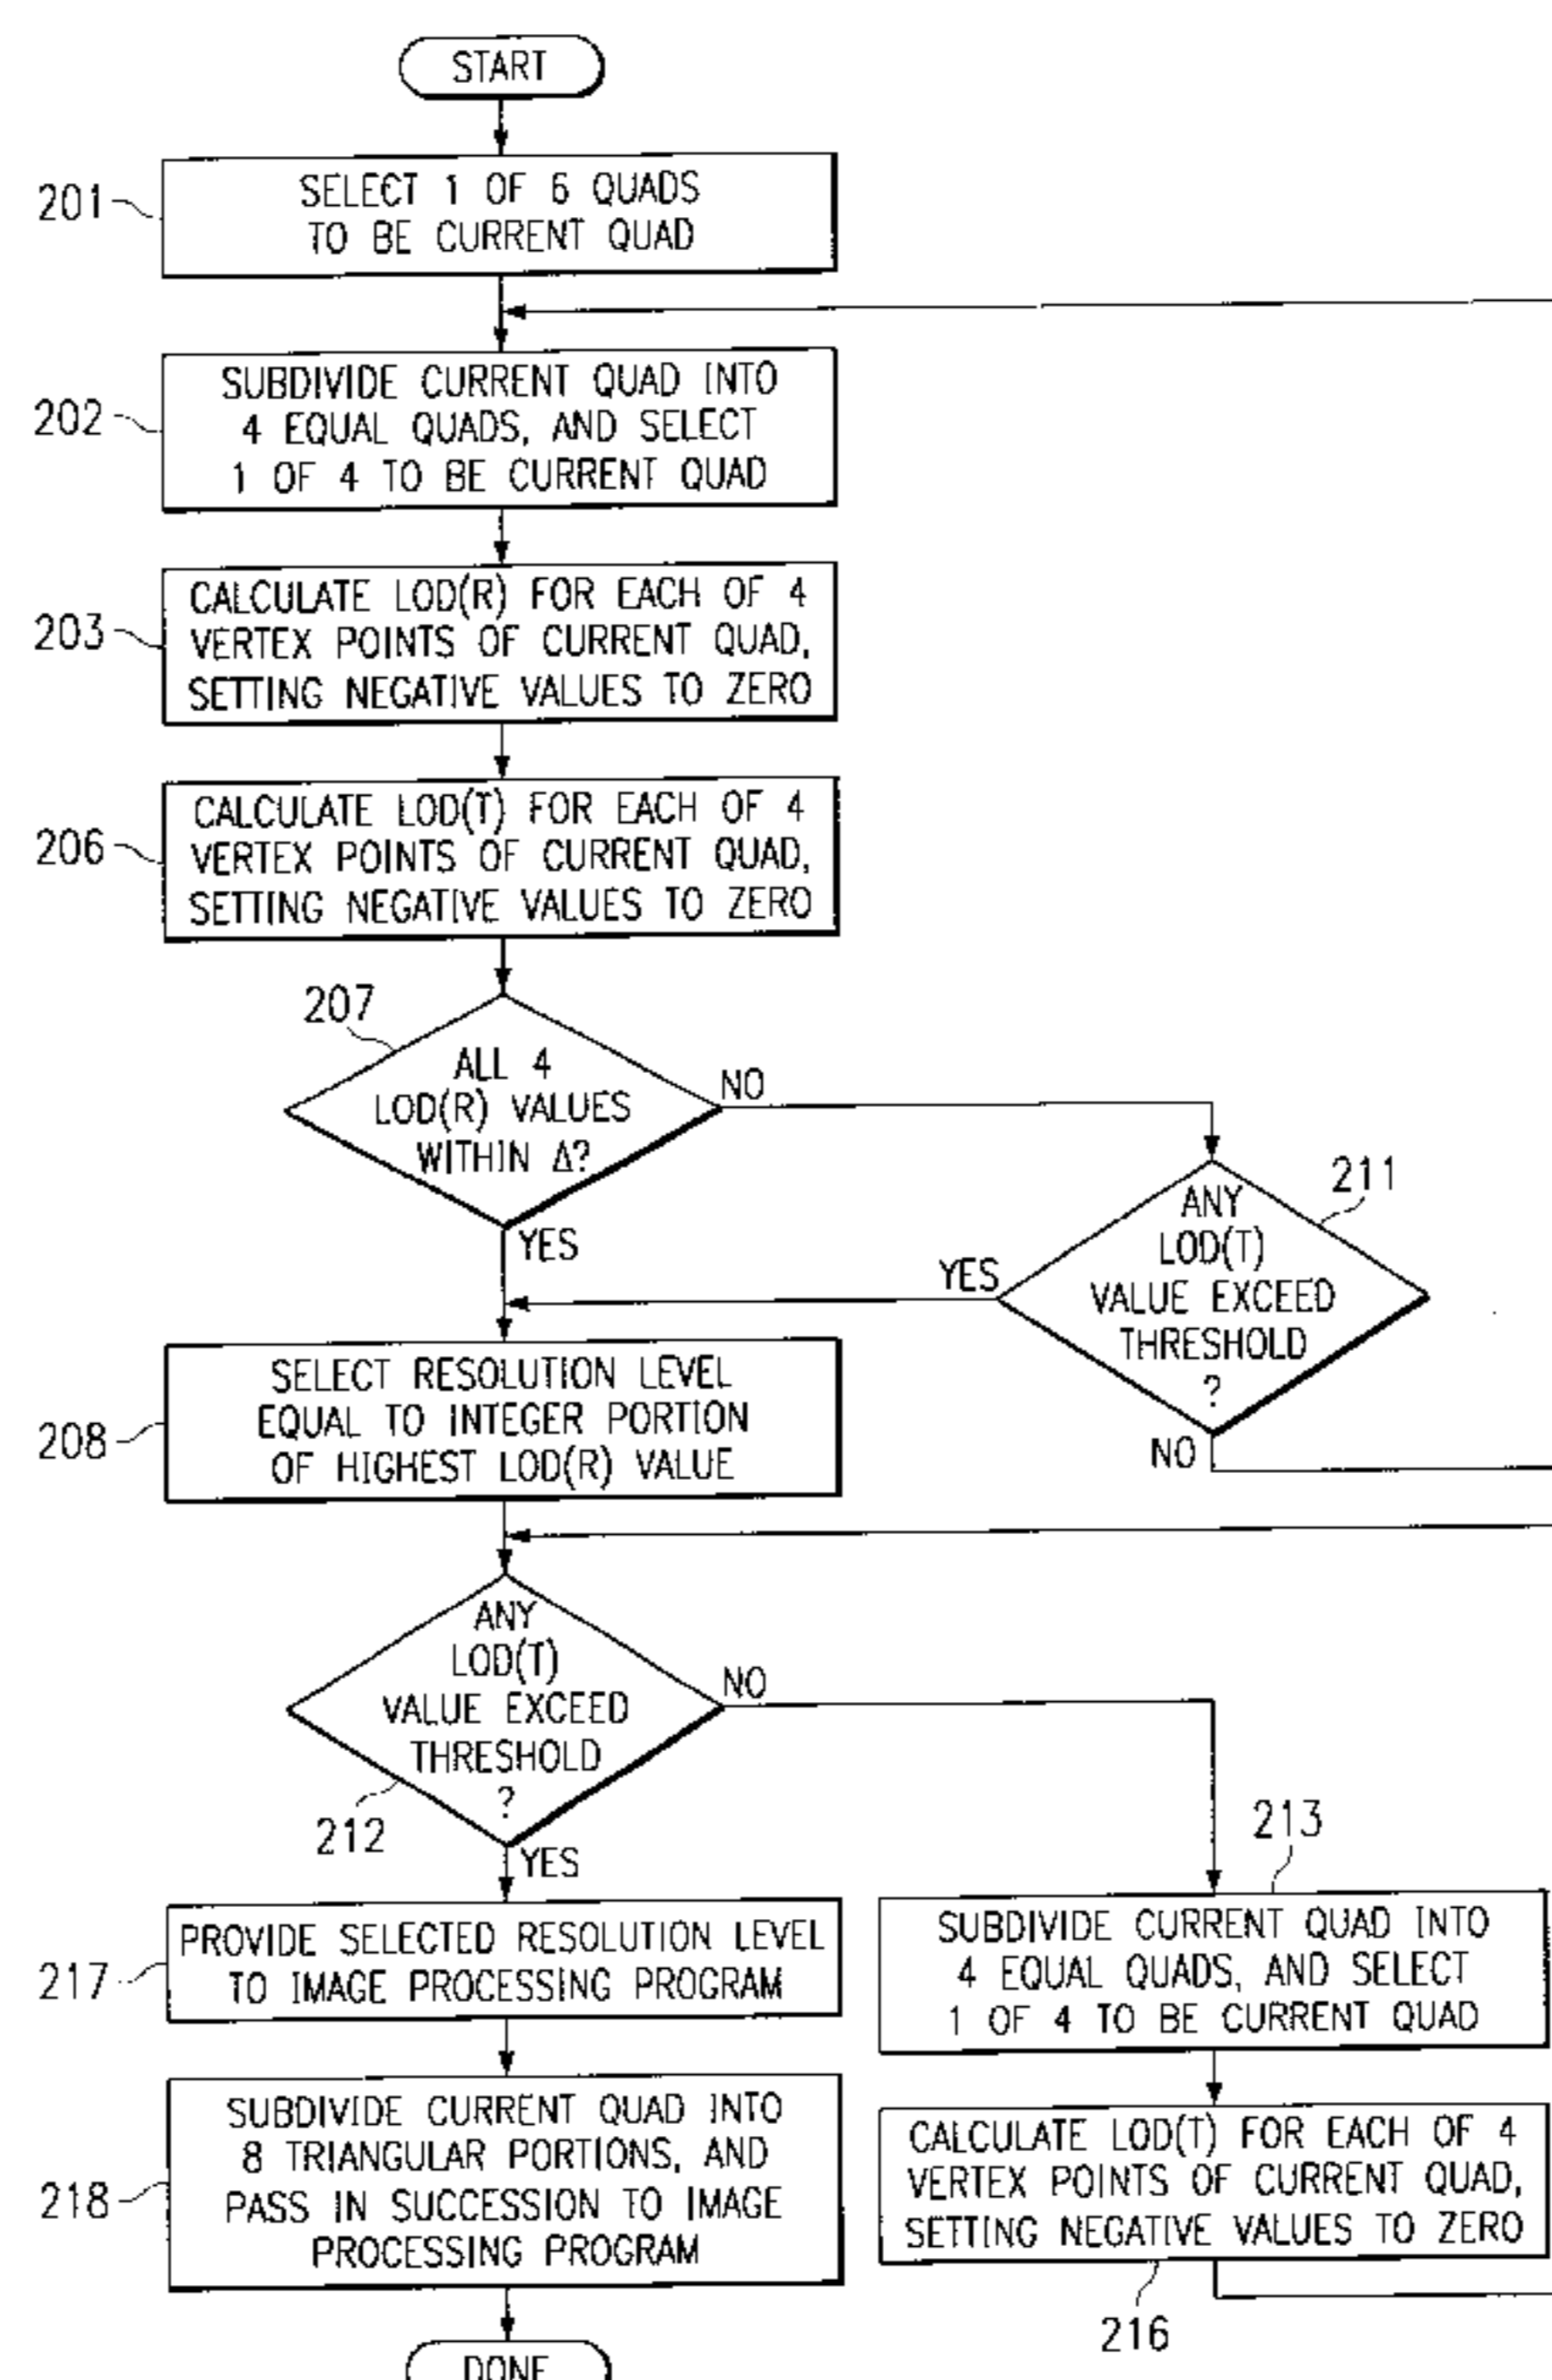 START
201
SELECT 1 OF 6 QUADS
TO BE CURRENT QUAD
202
SUBDIVIDE CURRENT QUAD INTO
4 EQUAL QUADS, AND SELECT
1 OF 4 TO BE CURRENT QUAD
203
CALCULATE LOD(R) FOR EACH OF 4
VERTEX POINTS OF CURRENT QUAD,
SETTING NEGATIVE VALUES TO ZERO
206
CALCULATE LOD(T) FOR EACH OF 4
VERTEX POINTS OF CURRENT QUAD,
SETTING NEGATIVE VALUES TO ZERO
207
ALL 4
LOD(R) VALUES
WITHIN Δ?
NO
YES
211
ANY
LOD(T)
VALUE EXCEED
THRESHOLD
?
YES
NO
208
SELECT RESOLUTION LEVEL
EQUAL TO INTEGER PORTION
OF HIGHEST LOD(R) VALUE
ANY
LOD(T)
VALUE EXCEED
THRESHOLD
?
NO
212
YES
213
217
PROVIDE SELECTED RESOLUTION LEVEL
TO IMAGE PROCESSING PROGRAM
SUBDIVIDE CURRENT QUAD INTO
4 EQUAL QUADS, AND SELECT
1 OF 4 TO BE CURRENT QUAD
218
SUBDIVIDE CURRENT QUAD INTO
8 TRIANGULAR PORTIONS, AND
PASS IN SUCCESSION TO IMAGE
PROCESSING PROGRAM
CALCULATE LOD(T) FOR EACH OF 4
VERTEX POINTS OF CURRENT QUAD,
SETTING NEGATIVE VALUES TO ZERO
216
DONE